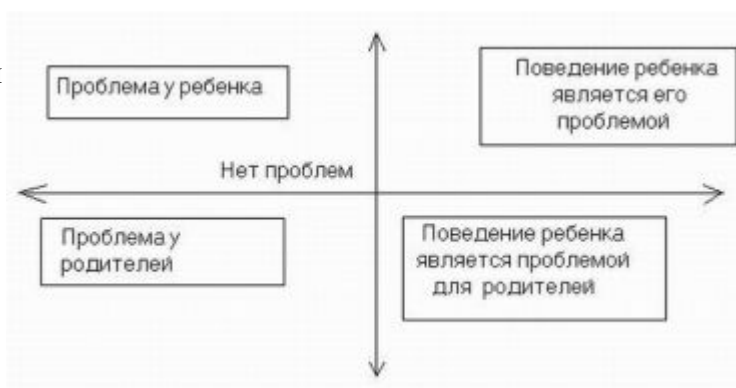 Проблема у ребенка
Поведение ребенка
является его
проблемой
Нет проблем
Проблема у
родителей
Поведение ребенка
является проблемой
для родителей